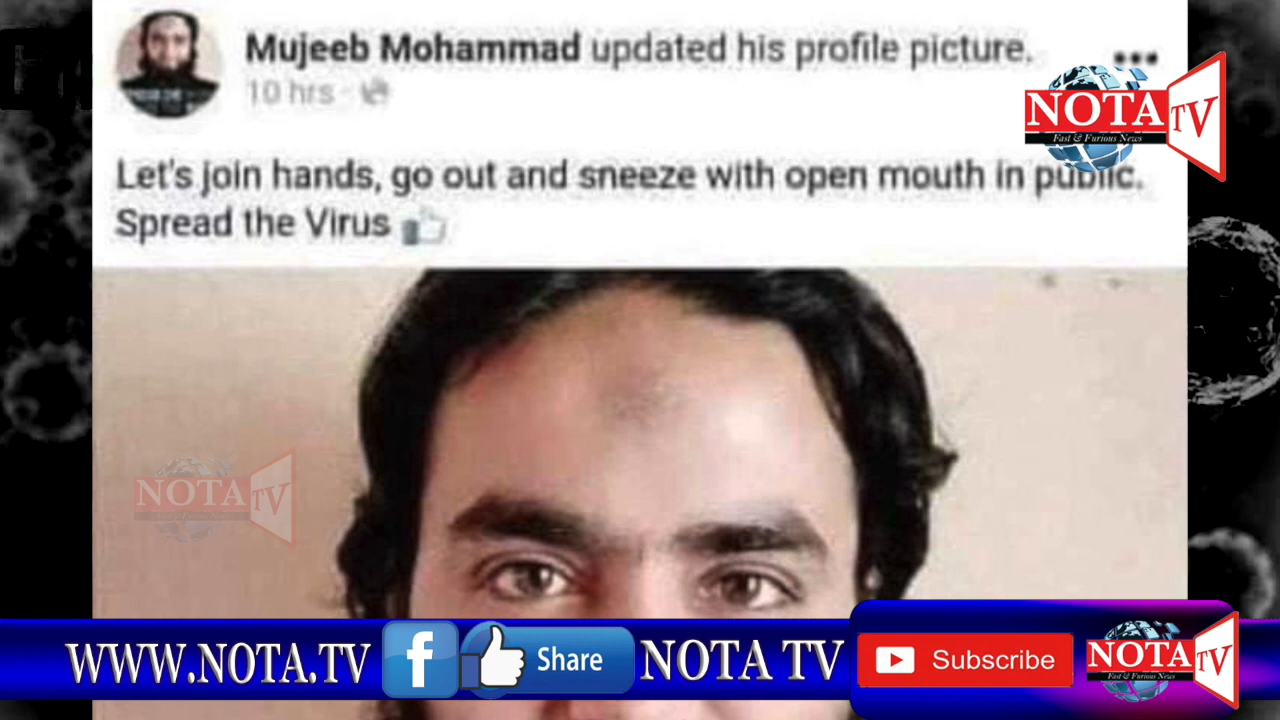 Mujeeb Mohammad updated his profile picture.
10 hrs
NOTA TV
Fast & Furious News
Let's join hands, go out and sneeze with open mouth in public.
Spread the Virus
NOTA TV
WWW.NOTA.TV
f
Share
NOTA TV
Subscribe
NOTA TV
Fast & Furious News